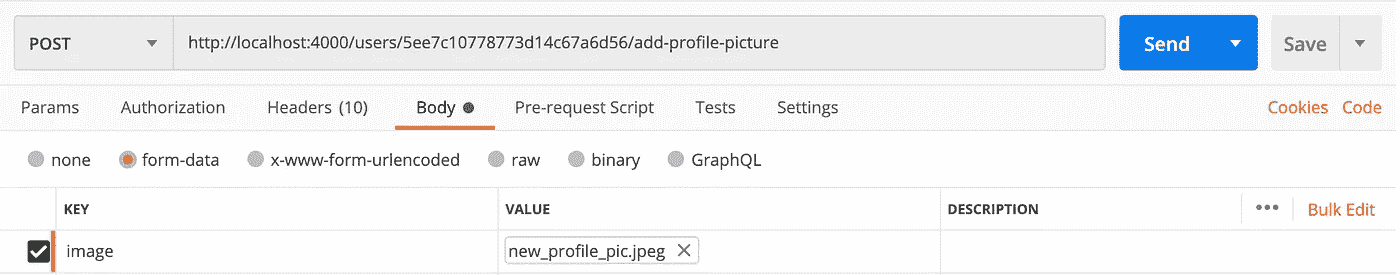 POST http://localhost:4000/users/5ee7c10778773d14c67a6d56/add-profile-picture Send Save
Params Authorization Headers (10) Body Pre-request Script Tests Settings Cookies Code
none form-data x-www-form-urlencoded raw binary GraphQL
KEY VALUE DESCRIPTION ••• Bulk Edit
image new_profile_pic.jpeg